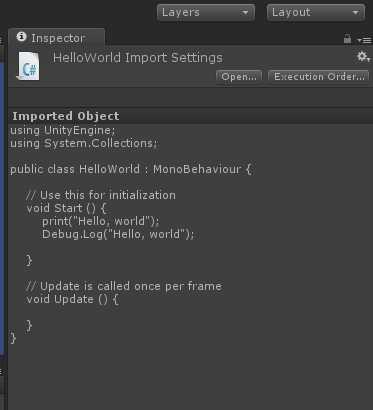 Layers Layout
Inspector
C#
HelloWorld Import Settings
Open... Execution Order...
Imported Object
using UnityEngine;
using System.Collections;
public class HelloWorld : MonoBehaviour {
// Use this for initialization
void Start () {
print("Hello, world");
Debug.Log("Hello, world");
}
// Update is called once per frame
void Update () {
}
}